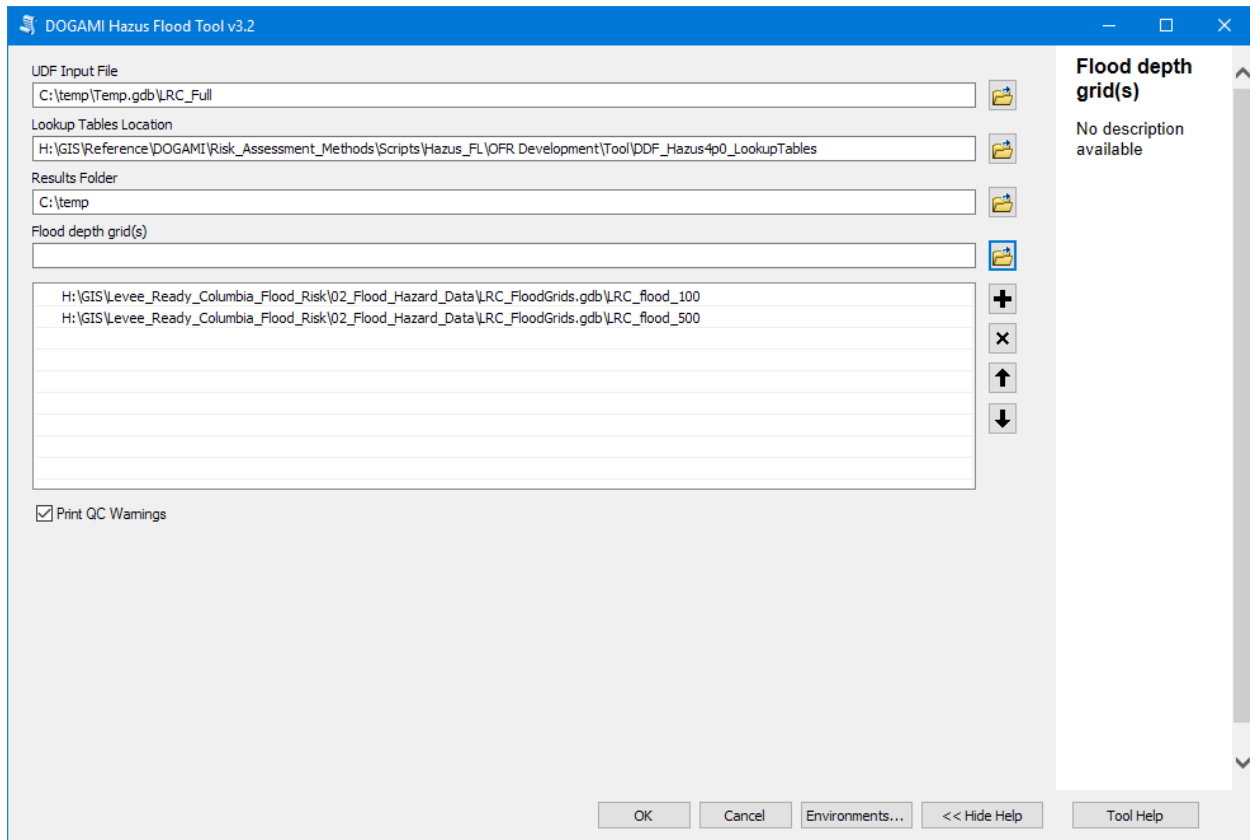 DOGAMI Hazus Flood Tool v3.2
UDF Input File
C:\temp\Temp.gdb\LRC_Full
Lookup Tables Location
H:\GIS\Reference\DOGAMI\Risk_Assessment_Methods\Scripts\Hazus_FL\OFR Development\Tool\DDF_Hazus4p0_LookupTables
Results Folder
C:\temp
Flood depth grid(s)
H:\GIS\Levee_Ready_Columbia_Flood_Risk\02_Flood_Hazard_Data\LRC_FloodGrids.gdb\LRC_flood_100
H:\GIS\Levee_Ready_Columbia_Flood_Risk\02_Flood_Hazard_Data\LRC_FloodGrids.gdb\LRC_flood_500
Print QC Warnings
Flood depth
grid(s)
No description
available
OK
Cancel
Environments...
<< Hide Help
Tool Help